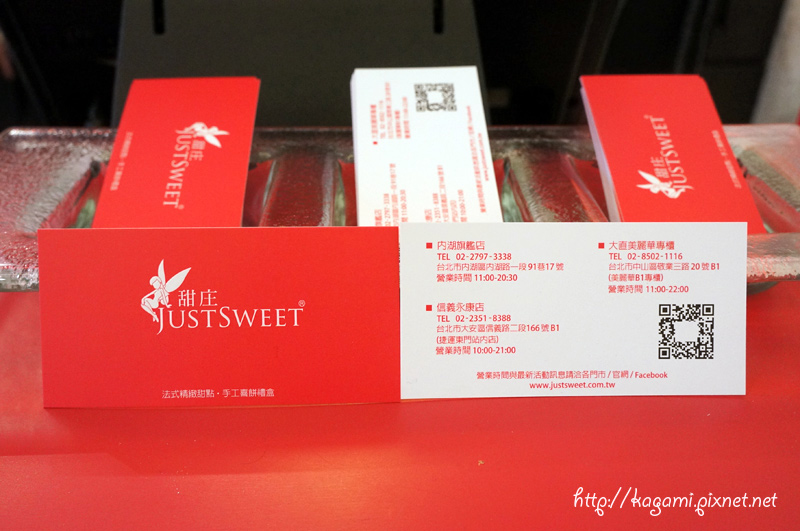 甜庄
JUSTSWEET®
甜庄
JUSTSWEET®
甜庄
JUSTSWEET®
法式精緻甜點・手工喜餅禮盒
■ 內湖旗艦店
TEL 02-2797-3338
台北市內湖區內湖路一段91巷17號
營業時間 11:00-20:30
■ 信義永康店
TEL 02-2351-8388
台北市大安區信義路二段166號B1
(捷運東門站內店)
營業時間 10:00-21:00
■ 大直美麗華專櫃
TEL 02-8502-1116
台北市中山區敬業三路20號B1
(美麗華B1專櫃)
營業時間 11:00-22:00
營業時間與最新活動訊息請洽各門市/官網/Facebook
www.justsweet.com.tw
http://kagami.pixnet.net